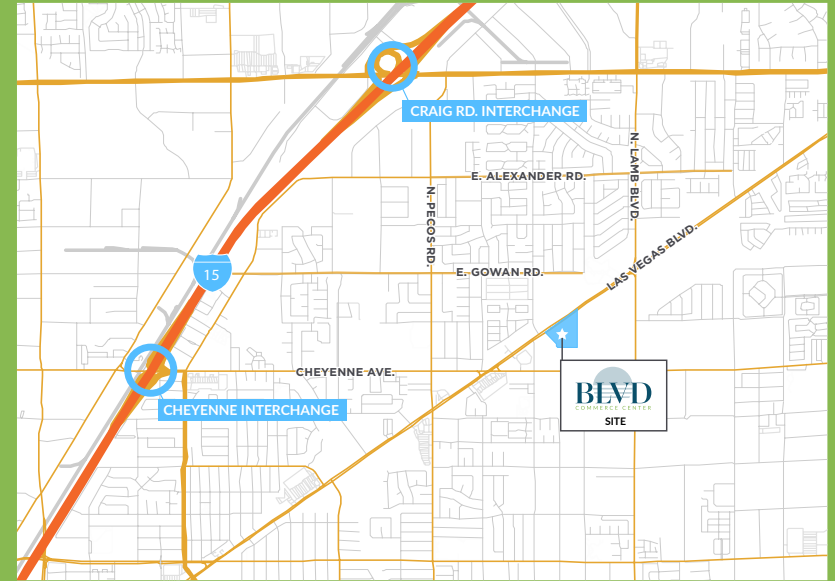 CRAIG RD. INTERCHANGE
N. LAMB BLVD.
E. ALEXANDER RD.
N. PECOS RD.
LAS VEGAS BLVD.
E. GOWAN RD.
15
CHEYENNE AVE.
BLVD
COMMERCE CENTER
SITE
CHEYENNE INTERCHANGE